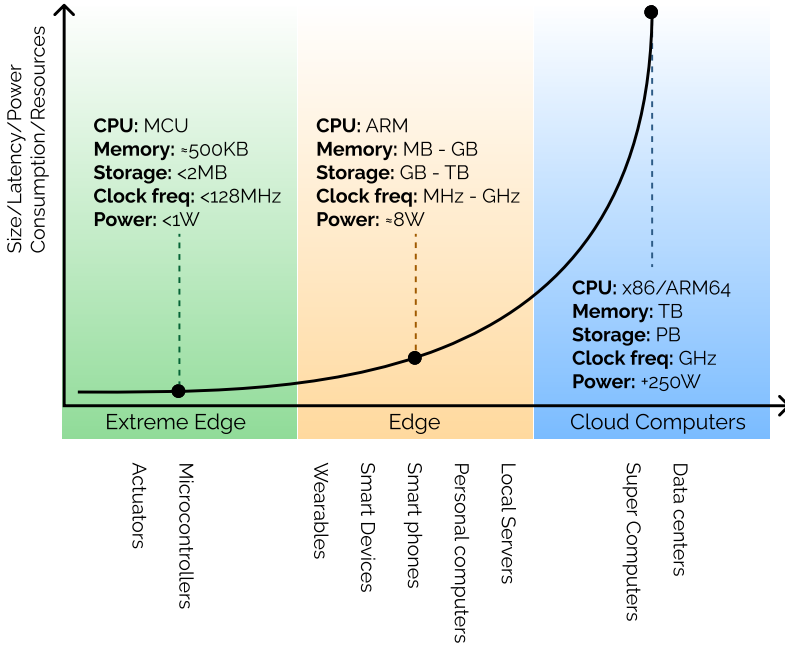 Size/Latency/Power
Consumption/Resources
CPU: MCU
Memory: ≈500KB
Storage: <2MB
Clock freq: <128MHz
Power: <1W
CPU: ARM
Memory: MB - GB
Storage: GB - TB
Clock freq: MHz - GHz
Power: ≈8W
CPU: x86/ARM64
Memory: TB
Storage: PB
Clock freq: GHz
Power: +250W
Extreme Edge
Edge
Cloud Computers
Actuators
Microcontrollers
Wearables
Smart Devices
Smart phones
Personal computers
Local Servers
Super Computers
Data centers